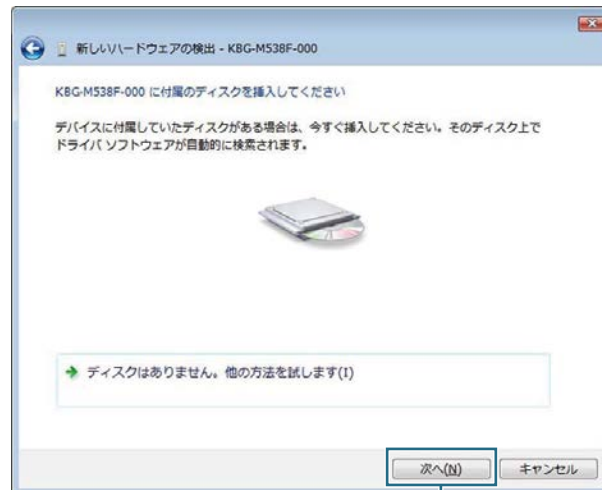 新しいハードウェアの検出 - KBG-M538F-000
KBG-M538F-000 に付属のディスクを挿入してください
デバイスに付属していたディスクがある場合は、今すぐ挿入してください。そのディスク上で
ドライバ ソフトウェアが自動的に検索されます。
ディスクはありません。他の方法を試します(I)
次へ(N)
キャンセル